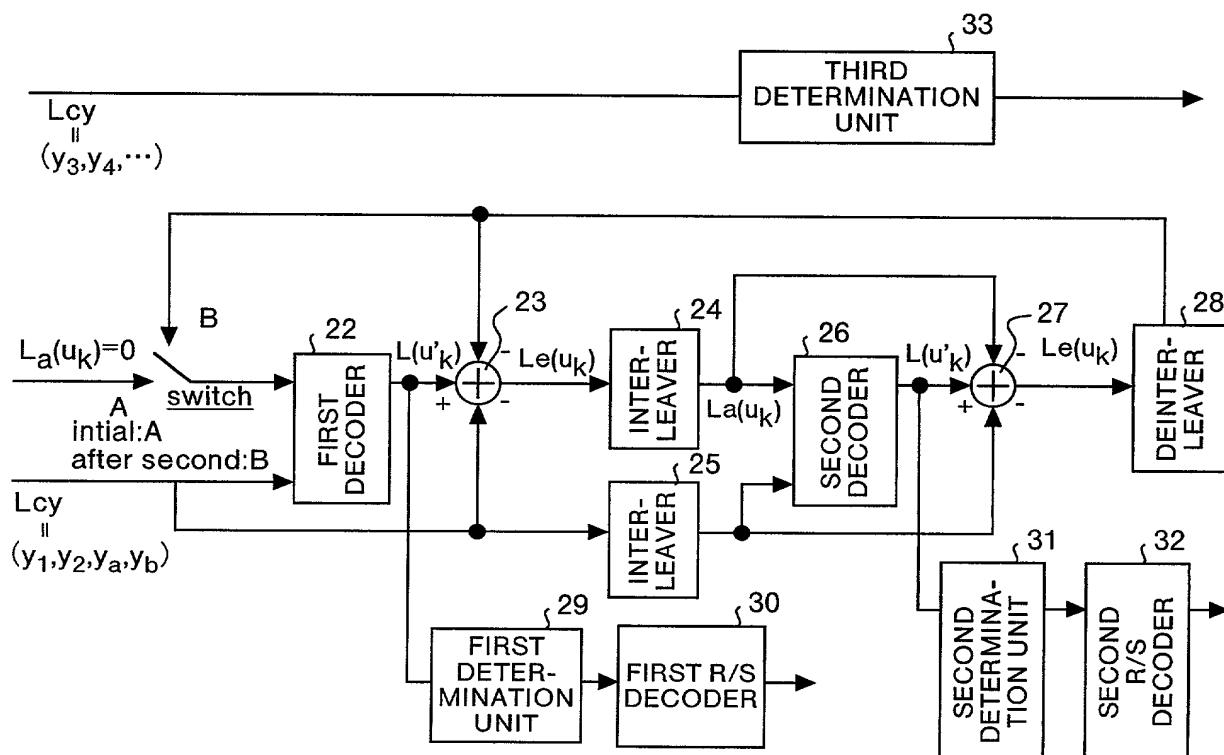 33
THIRD
DETERMINATION
UNIT
Lcy
=
(y3,y4,···)
B
La(uk)=0
A
switch
intial:A
after second:B
Lcy
=
(y1,y2,ya,yb)
22
FIRST
DECODER
L(u'k)
+
-
-
23
Le(uk)
24
INTER-
LEAVER
La(uk)
25
INTER-
LEAVER
26
SECOND
DECODER
L(u'k)
+
-
-
27
Le(uk)
28
DEINTER-
LEAVER
29
FIRST
DETER-
MINATION
UNIT
30
FIRST R/S
DECODER
31
SECOND
DETERMINA-
TION UNIT
32
SECOND
R/S
DECODER